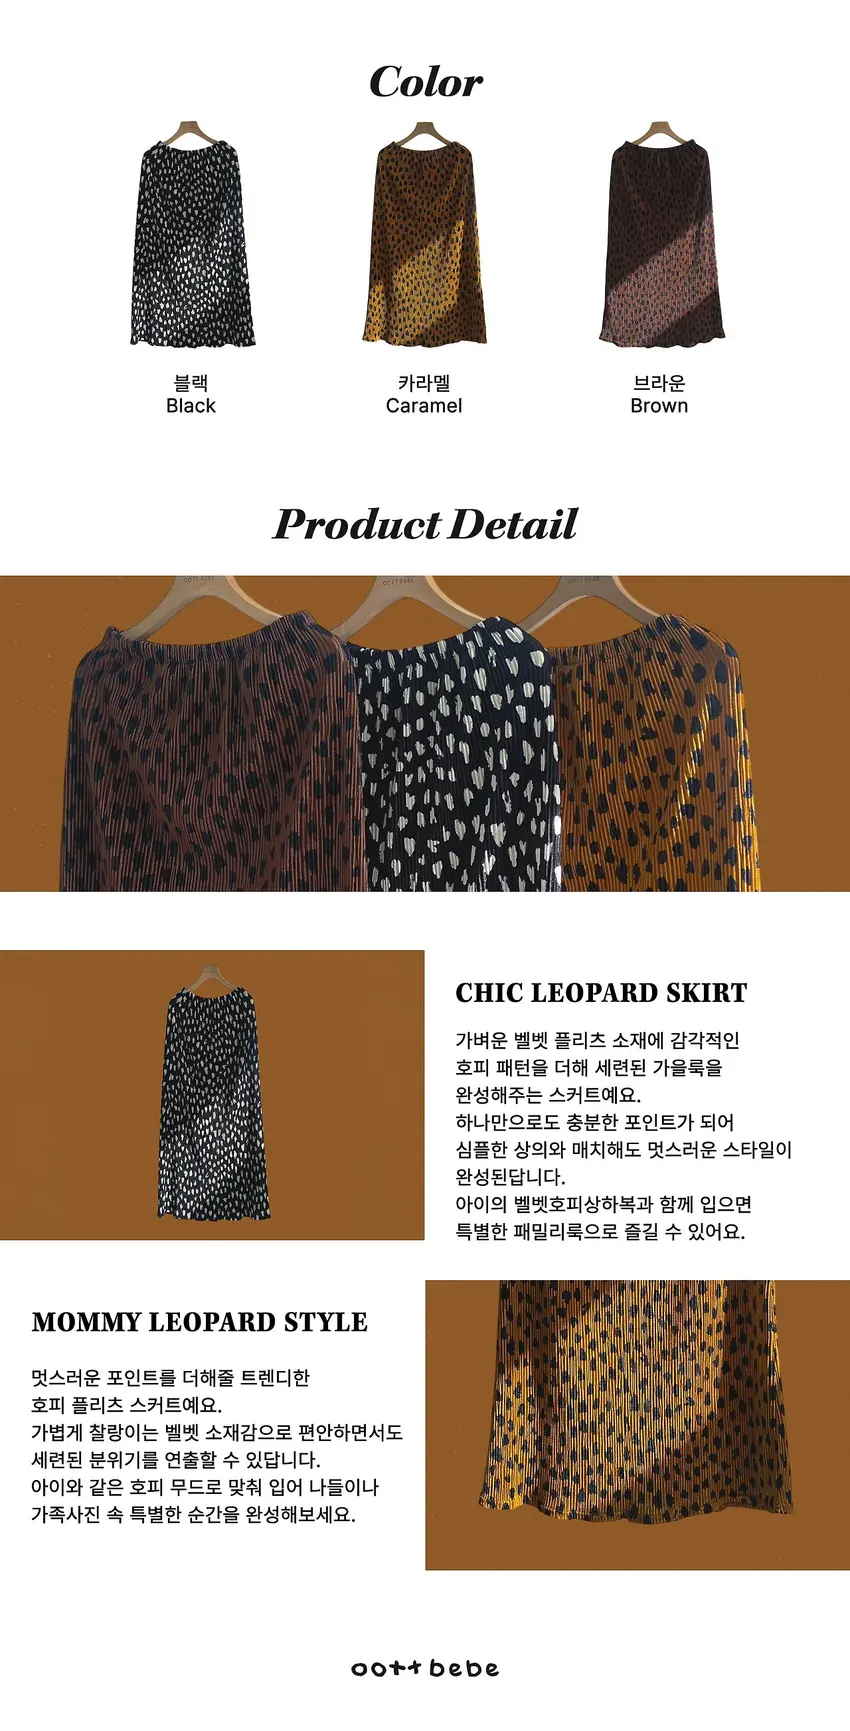 Color
블랙
Black
카라멜
Caramel
브라운
Brown
Product Detail
CHIC LEOPARD SKIRT
가벼운 벨벳 플리츠 소재에 감각적인
호피 패턴을 더해 세련된 가을룩을
완성해주는 스커트예요.
하나만으로도 충분한 포인트가 되어
심플한 상의와 매치해도 멋스러운 스타일이
완성된답니다.
아이의 벨벳호피상하복과 함께 입으면
특별한 패밀리룩으로 즐길 수 있어요.
MOMMY LEOPARD STYLE
멋스러운 포인트를 더해줄 트렌디한
호피 플리츠 스커트예요.
가볍게 찰랑이는 벨벳 소재감으로 편안하면서도
세련된 분위기를 연출할 수 있답니다.
아이와 같은 호피 무드로 맞춰 입어 나들이나
가족사진 속 특별한 순간을 완성해보세요.
oott bebe